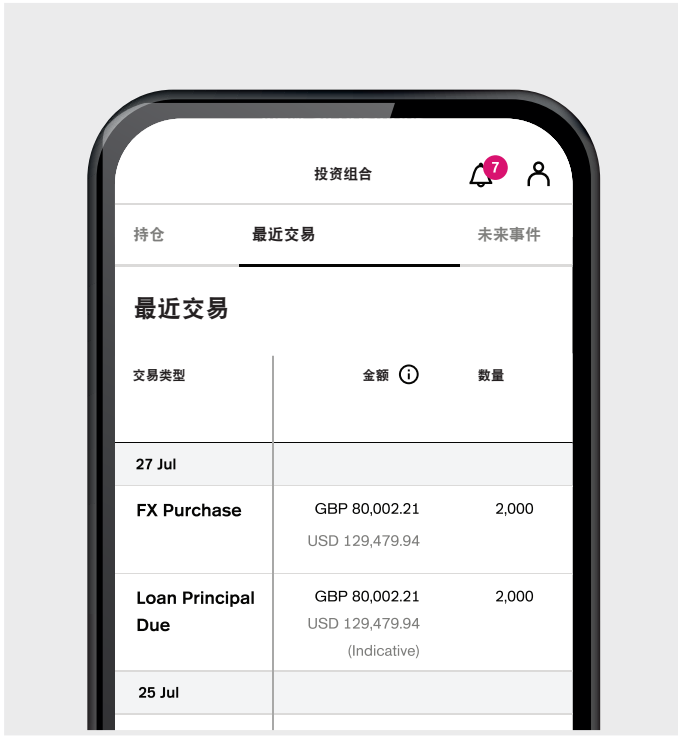 投资组合
7
持仓 最近交易 未来事件
最近交易
交易类型 金额 数量
27 Jul
FX Purchase GBP 80,002.21 2,000
USD 129,479.94
Loan Principal GBP 80,002.21 2,000
Due USD 129,479.94
(Indicative)
25 Jul